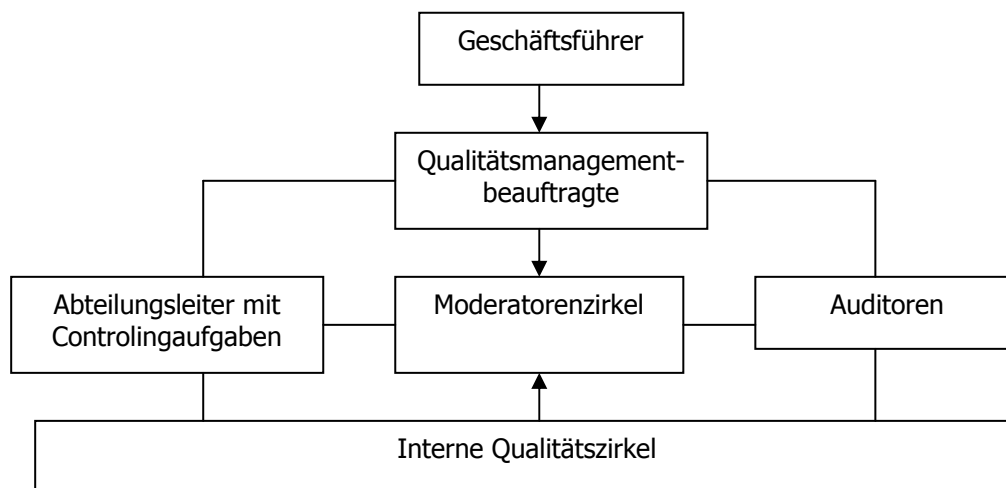 Geschäftsführer
Qualitätsmanagement-
beauftragte
Abteilungsleiter mit
Controlingaufgaben
Moderatorenzirkel
Auditoren
Interne Qualitätszirkel